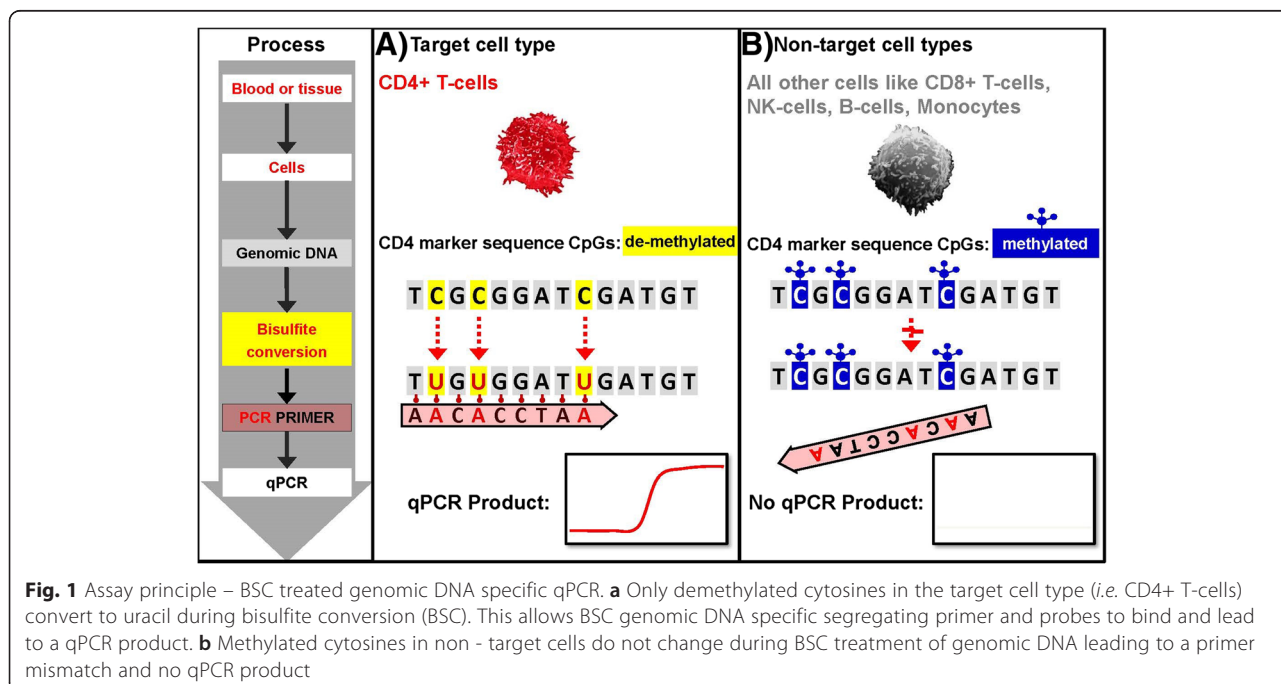 Process
Blood or tissue
Cells
Genomic DNA
Bisulfite
conversion
PCR PRIMER
qPCR
A) Target cell type
CD4+ T-cells
CD4 marker sequence CpGs: de-methylated
T C G C G G A T C G A T G T
T U G U G G A T U G A T G T
A A C A C C T A A
qPCR Product:
B) Non-target cell types
All other cells like CD8+ T-cells,
NK-cells, B-cells, Monocytes
CD4 marker sequence CpGs: methylated
T C G C G G A T C G A T G T
T C G C G G A T C G A T G T
A A C A C C T A A
No qPCR Product:
Fig. 1 Assay principle – BSC treated genomic DNA specific qPCR. a Only demethylated cytosines in the target cell type (i.e. CD4+ T-cells)
convert to uracil during bisulfite conversion (BSC). This allows BSC genomic DNA specific segregating primer and probes to bind and lead
to a qPCR product. b Methylated cytosines in non - target cells do not change during BSC treatment of genomic DNA leading to a primer
mismatch and no qPCR product